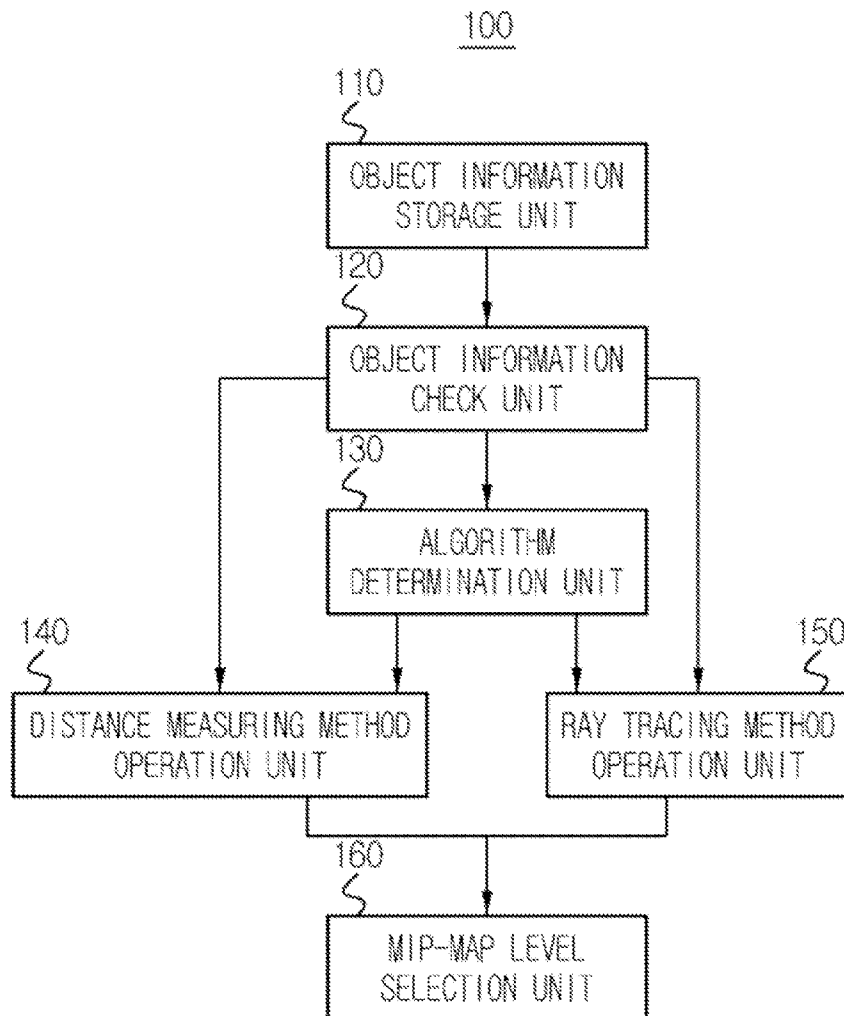 100
110
OBJECT INFORMATION
STORAGE UNIT
120
OBJECT INFORMATION
CHECK UNIT
130
ALGORITHM
DETERMINATION UNIT
140
150
DISTANCE MEASURING METHOD
OPERATION UNIT
RAY TRACING METHOD
OPERATION UNIT
160
MIP-MAP LEVEL
SELECTION UNIT